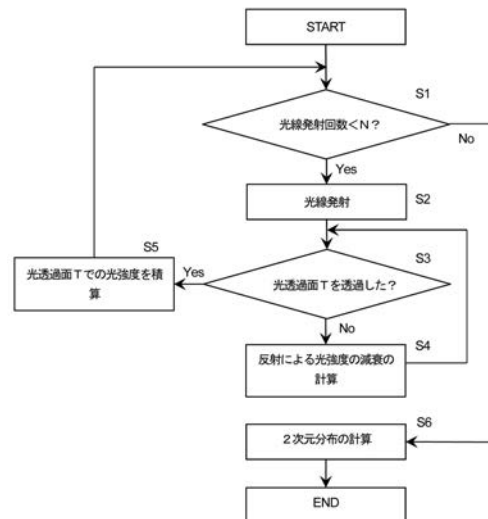 START
S1
光線発射回数<N？
No
Yes
光線発射
S2
S5
S3
光透過面Tでの光強度を積
算
Yes
光透過面Tを透過した？
No
S4
反射による光強度の減衰の
計算
S6
２次元分布の計算
END